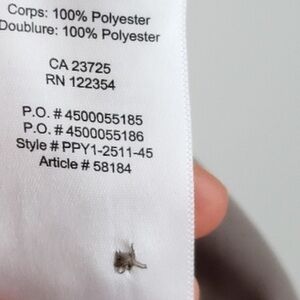 Corps: 100% Polyester
Doublure: 100% Polyester
CA 23725
RN 122354
P.O. # 4500055185
P.O. # 4500055186
Style # PPY1-2511-45
Article # 58184